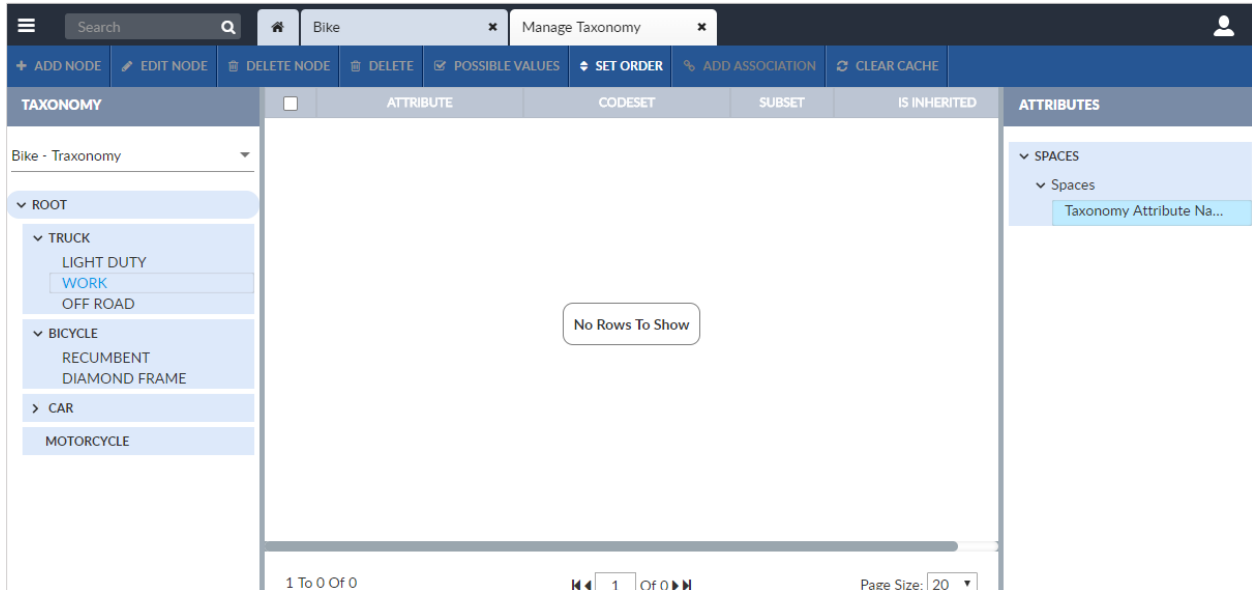 Search
Bike
Manage Taxonomy
ADD NODE EDIT NODE DELETE NODE DELETE POSSIBLE VALUES SET ORDER ADD ASSOCIATION CLEAR CACHE
TAXONOMY
Bike - Traxonomy
ROOT
TRUCK
LIGHT DUTY
WORK
OFF ROAD
BICYCLE
RECUMBENT
DIAMOND FRAME
CAR
MOTORCYCLE
ATTRIBUTE CODESET SUBSET IS INHERITED
No Rows To Show
1 To 0 Of 0
1 Of 0
Page Size: 20
ATTRIBUTES
SPACES
Spaces
Taxonomy Attribute Na...